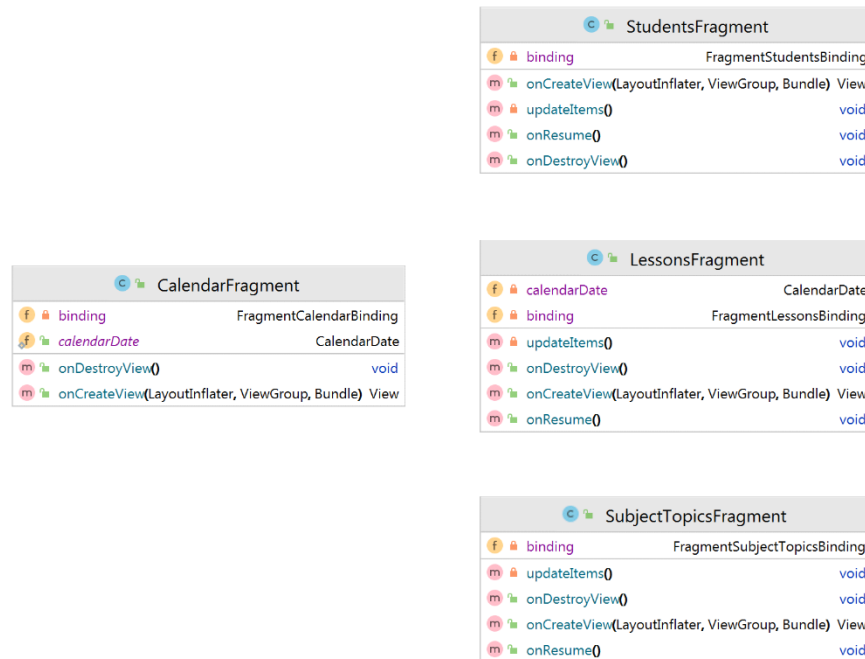 StudentsFragment
binding FragmentStudentsBinding
onCreateView(LayoutInflater, ViewGroup, Bundle) View
updateItems() void
onResume() void
onDestroyView() void
CalendarFragment
binding FragmentCalendarBinding
calendarDate CalendarDate
onDestroyView() void
onCreateView(LayoutInflater, ViewGroup, Bundle) View
LessonsFragment
calendarDate CalendarDate
binding FragmentLessonsBinding
updateItems() void
onDestroyView() void
onCreateView(LayoutInflater, ViewGroup, Bundle) View
onResume() void
SubjectTopicsFragment
binding FragmentSubjectTopicsBinding
updateItems() void
onDestroyView() void
onCreateView(LayoutInflater, ViewGroup, Bundle) View
onResume() void